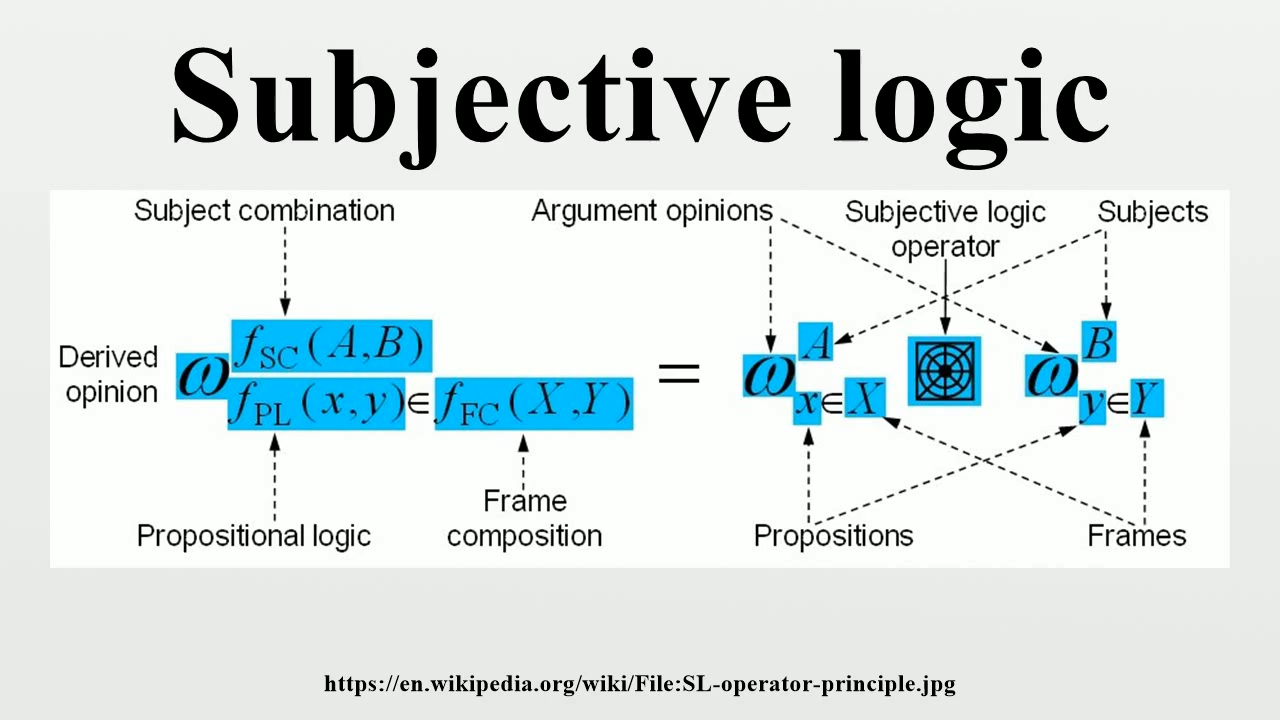 Subjective logic
Subject combination
Argument opinions
Subjective logic
operator
Subjects
Derived
opinion
ω f_SC(A,B) f_PL(x,y)∈f_FC(X,Y) = ω A x∈X ω B y∈Y
Propositional logic
Frame
composition
Propositions
Frames
https://en.wikipedia.org/wiki/File:SL-operator-principle.jpg